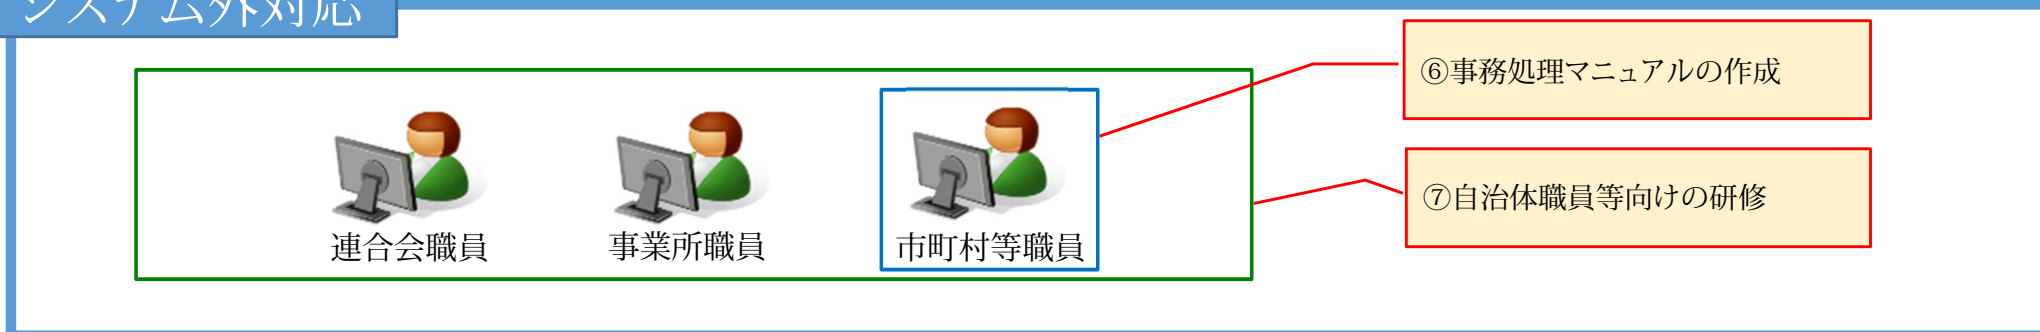 システム外対応
⑥事務処理マニュアルの作成
⑦自治体職員等向けの研修
連合会職員
事業所職員
市町村等職員